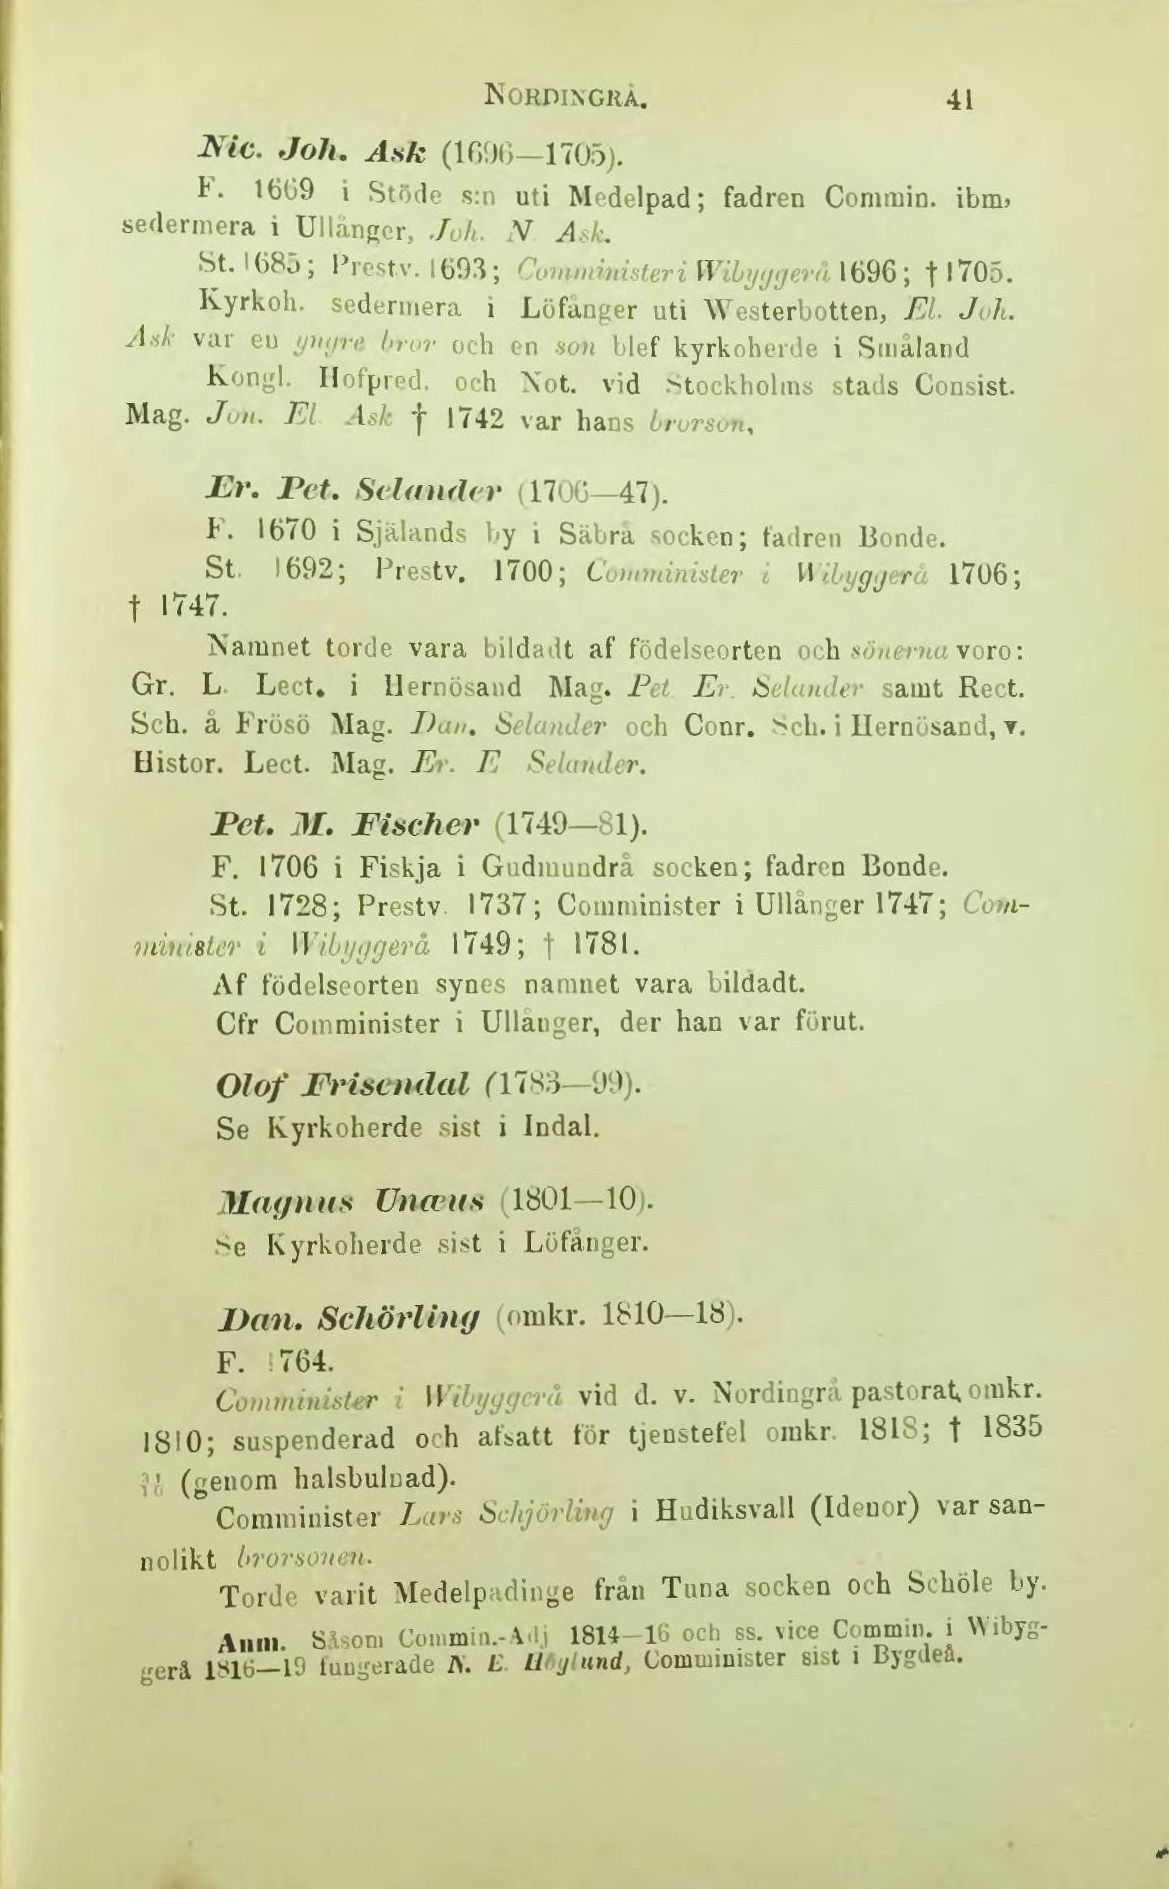 NORDINGRÅ. 41
Nic. Joh. Ask (1696—1705).
F. 1669 i Stöde s:n uti Medelpad; fadren Commin. ibm,
sedermera i Ullånger, Joh. N Ask.
St. 1685; Prestv. 1693; Comminister i Wibyggerå 1696; † 1705.
Kyrkoh. sedermera i Löfånger uti Westerbotten, El. Joh.
Ask var en yngre bror och en son blef kyrkoherde i Småland
Kongl. Hofpred. och Not. vid Stockholms stads Consist.
Mag. Jon. El Ask † 1742 var hans brorson,
Er. Pet. Selander (1706—47).
F. 1670 i Själands by i Säbrå socken; fadren Bonde.
St. 1692; Prestv. 1700; Comminister i Wibyggerå 1706;
† 1747.
Namnet torde vara bildadt af födelseorten och sönerna voro:
Gr. L. Lect. i Hernösand Mag. Pet Er. Selander samt Rect.
Sch. å Frösö Mag. Dan. Selander och Conr. Sch. i Hernösand, v.
Histor. Lect. Mag. Er. E Selander.
Pet. M. Fischer (1749—81).
F. 1706 i Fiskja i Gudmundrå socken; fadren Bonde.
St. 1728; Prestv. 1737; Comminister i Ullånger 1747; Com-
minister i Wibyggerå 1749; † 1781.
Af födelseorten synes namnet vara bildadt.
Cfr Comminister i Ullånger, der han var förut.
Olof Frisendal (1783—99).
Se Kyrkoherde sist i Indal.
Magnus Unæus (1801—10).
Se Kyrkoherde sist i Löfånger.
Dan. Schörling (omkr. 1810—18).
F. 1764.
Comminister i Wibyggerå vid d. v. Nordingrå pastorat, omkr.
1810; suspenderad och afsatt för tjenstefel omkr. 1818; † 1835
(genom halsbulnad).
Comminister Lars Schjörling i Hudiksvall (Idenor) var san-
nolikt brorsonen.
Torde varit Medelpadinge från Tuna socken och Schöle by.
Anm. Såsom Commin.-Adj 1814—16 och ss. vice Commin. i Wibyg-
gerå 1816—19 fungerade N. E. Höglund, Comminister sist i Bygdeå.